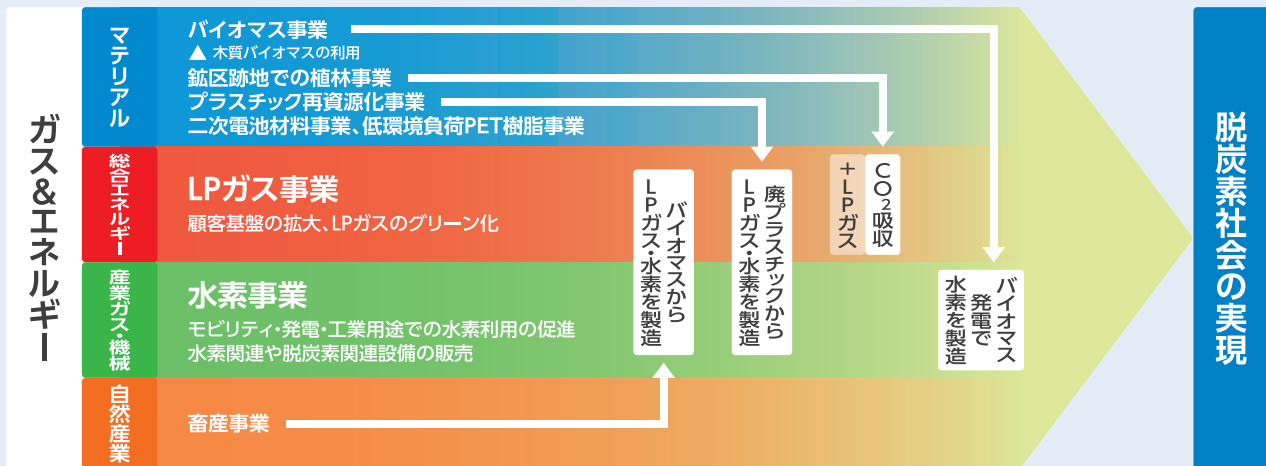 ガス&エネルギー
マテリアル
バイオマス事業
▲ 木質バイオマスの利用
鉱区跡地での植林事業
プラスチック再資源化事業
二次電池材料事業、低環境負荷PET樹脂事業
総合エネルギー
LPガス事業
顧客基盤の拡大、LPガスのグリーン化
産業ガス・機械
水素事業
モビリティ・発電・工業用途での水素利用の促進
水素関連や脱炭素関連設備の販売
自然産業
畜産事業
バイオマスから
LPガス・水素を製造
廃プラスチックから
LPガス・水素を製造
CO₂吸収
+LPガス
バイオマス
発電で
水素を製造
脱炭素社会の実現